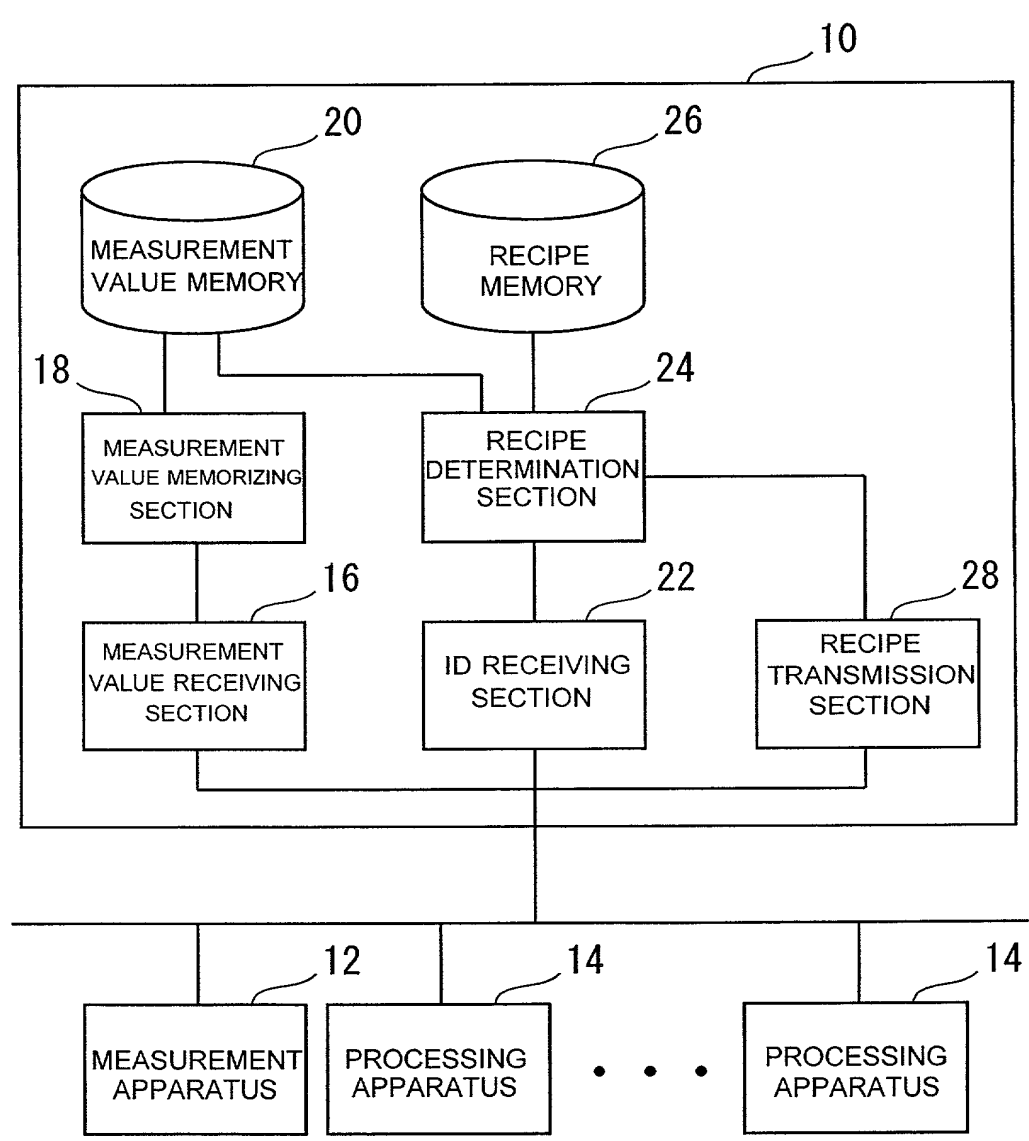 10
20
26
MEASUREMENT
VALUE MEMORY
RECIPE
MEMORY
18
24
MEASUREMENT
VALUE MEMORIZING
SECTION
RECIPE
DETERMINATION
SECTION
16
22
28
MEASUREMENT
VALUE RECEIVING
SECTION
ID RECEIVING
SECTION
RECIPE
TRANSMISSION
SECTION
12
14
14
MEASUREMENT
APPARATUS
PROCESSING
APPARATUS
• • •
PROCESSING
APPARATUS